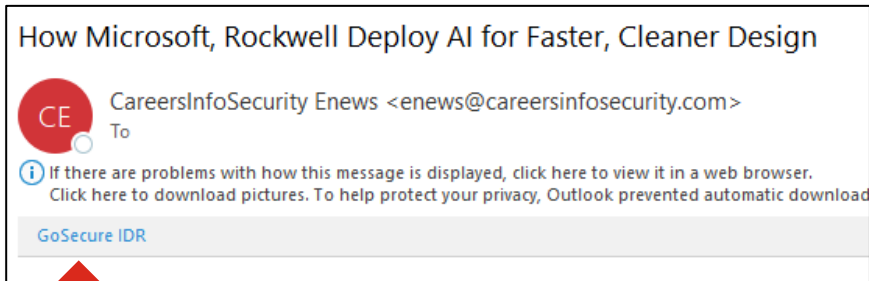 How Microsoft, Rockwell Deploy AI for Faster, Cleaner Design
CE
CareersInfoSecurity Enews <enews@careersinfosecurity.com>
To
If there are problems with how this message is displayed, click here to view it in a web browser.
Click here to download pictures. To help protect your privacy, Outlook prevented automatic download
GoSecure IDR